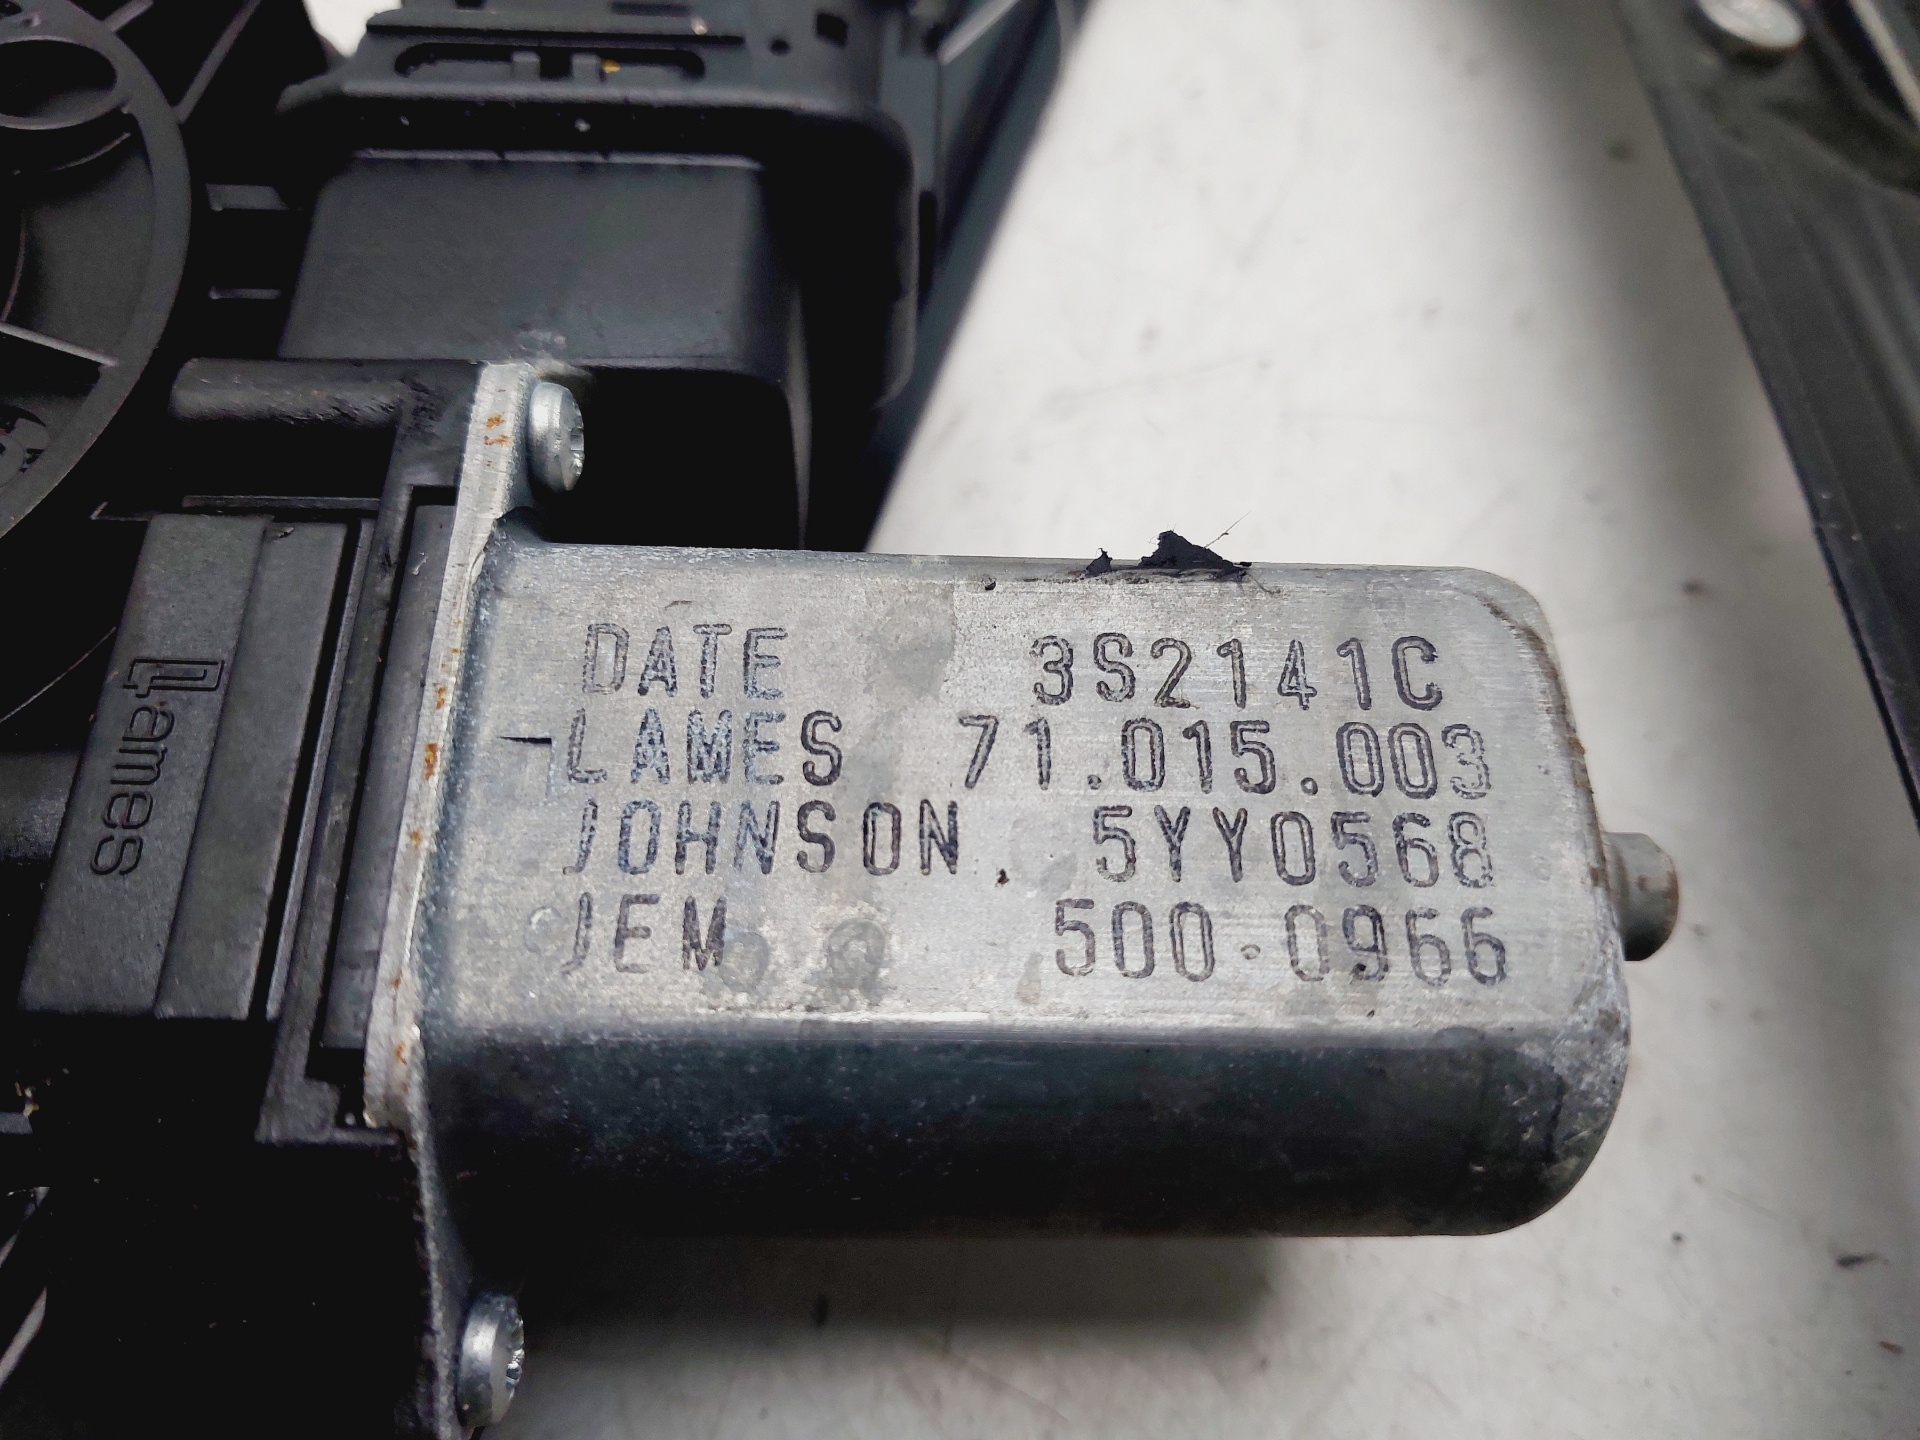 DATE 3S2141C
LAMES 71.015.003
JOHNSON 5YY0568
JEM 500-0966
Lames